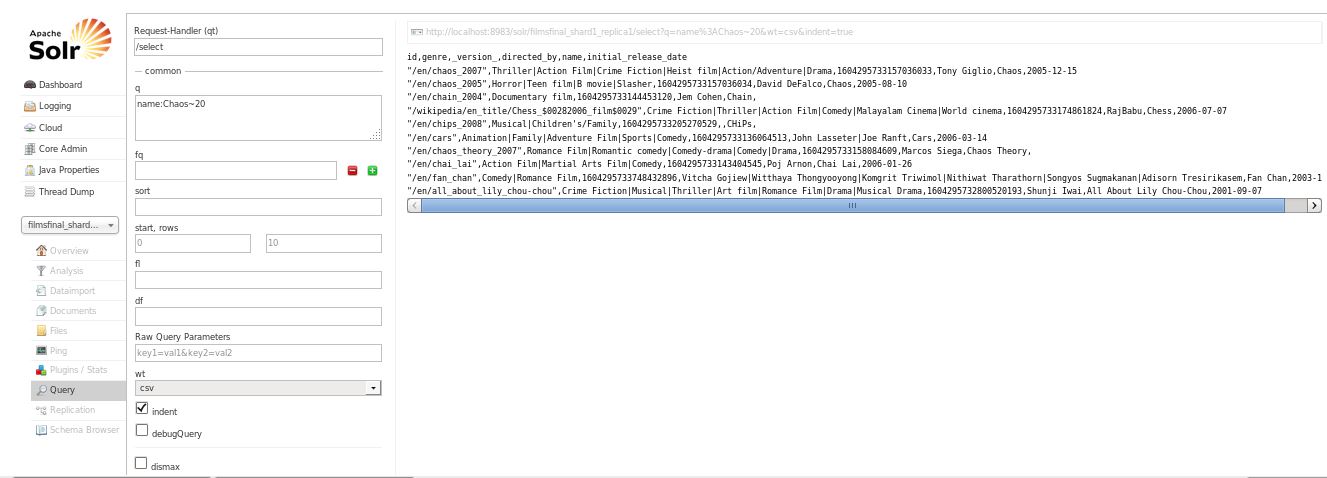 Apache
Solr
Dashboard
Logging
Cloud
Core Admin
Java Properties
Thread Dump
filmsfinal_shard...
Overview
Analysis
Dataimport
Documents
Files
Ping
Plugins / Stats
Query
Replication
Schema Browser
Request-Handler (qt)
/select
common
q
name:Chaos~20
fq
sort
start, rows
0
10
fl
df
Raw Query Parameters
key1=val1&key2=val2
wt
csv
indent
debugQuery
dismax
http://localhost:8983/solr/filmsfinal_shard1_replica1/select?q=name%3AChaos~20&wt=csv&indent=true
id,genre,_version_,directed_by,name,initial_release_date
"/en/chaos_2007",Thriller|Action Film|Crime Fiction|Heist film|Action/Adventure|Drama,1604295733157036033,Tony Giglio,Chaos,2005-12-15
"/en/chaos_2005",Horror|Teen film|B movie|Slasher,1604295733157036034,David DeFalco,Chaos,2005-08-10
"/en/chain_2004",Documentary film,1604295733144453120,Jem Cohen,Chain,
"/wikipedia/en_title/Chess_$00282006_film$0029",Crime Fiction|Thriller|Action Film|Comedy|Malayalam Cinema|World cinema,1604295733174861824,RajBabu,Chess,2006-07-07
"/en/chips_2008",Musical|Children's/Family,1604295733205270529,,CHiPs,
"/en/cars",Animation|Family|Adventure Film|Sports|Comedy,1604295733136064513,John Lasseter|Joe Ranft,Cars,2006-03-14
"/en/chaos_theory_2007",Romance Film|Romantic comedy|Comedy-drama|Comedy|Drama,1604295733158084609,Marcos Siega,Chaos Theory,
"/en/chai_lai",Action Film|Martial Arts Film|Comedy,1604295733143404545,Poj Arnon,Chai Lai,2006-01-26
"/en/fan_chan",Comedy|Romance Film,1604295733748432896,Vitcha Gojiew|Witthaya Thongyooyong|Komgrit Triwimol|Nithiwat Tharathorn|Songyos Sugmakanan|Adisorn Tresirikasem,Fan Chan,2003-1
"/en/all_about_lily_chou-chou",Crime Fiction|Musical|Thriller|Art film|Romance Film|Drama|Musical Drama,1604295732800520193,Shunji Iwai,All About Lily Chou-Chou,2001-09-07